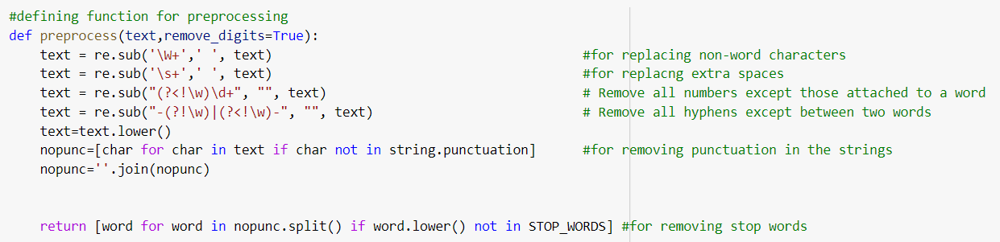 #defining function for preprocessing
def preprocess(text,remove_digits=True):
    text = re.sub('\W+',' ', text)                                      #for replacing non-word characters
    text = re.sub('\s+',' ', text)                                      #for replacng extra spaces
    text = re.sub("(?<!\w)\d+", "", text)                               # Remove all numbers except those attached to a word
    text = re.sub("-(?!\w)|(?<!\w)-", "", text)                         # Remove all hyphens except between two words
    text=text.lower()
    nopunc=[char for char in text if char not in string.punctuation]    #for removing punctuation in the strings
    nopunc=''.join(nopunc)
    return [word for word in nopunc.split() if word.lower() not in STOP_WORDS] #for removing stop words